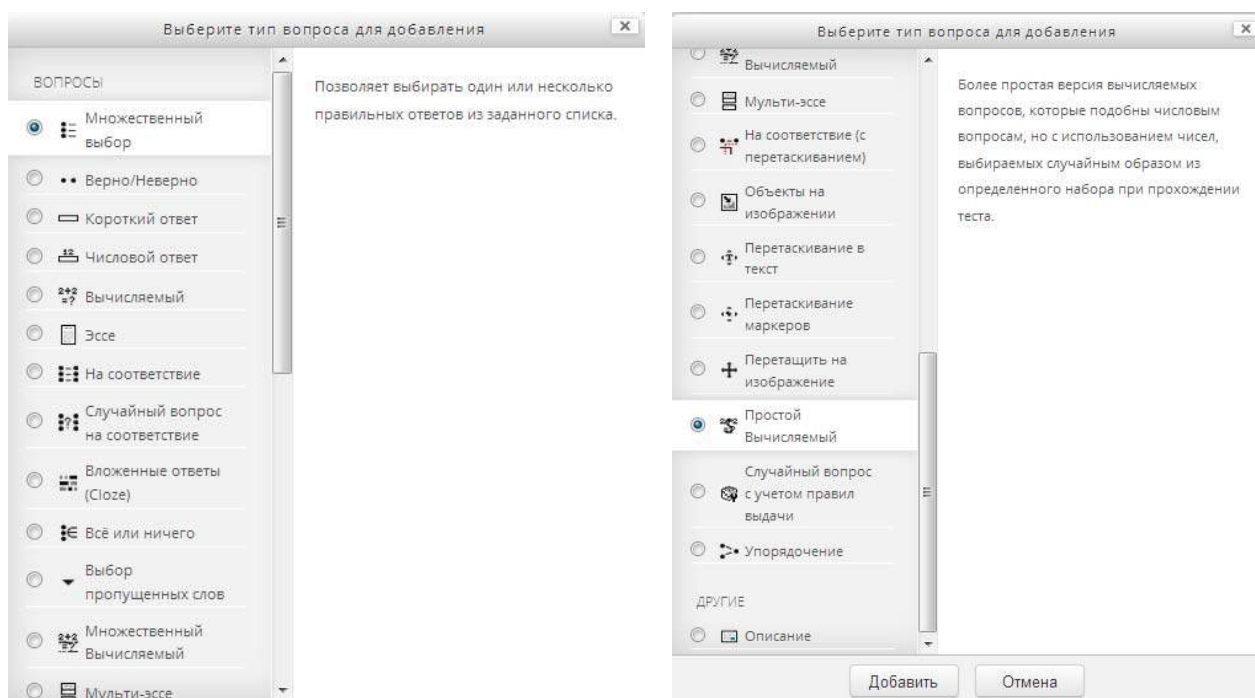 Выберите тип вопроса для добавления
ВОПРОСЫ
Множественный
выбор
Верно/Неверно
Короткий ответ
12
Числовой ответ
2+2
=?
Вычисляемый
Эссе
На соответствие
Случайный вопрос
на соответствие
Вложенные ответы
(Cloze)
Всё или ничего
Выбор
пропущенных слов
2+2
=?
Множественный
Вычисляемый
Мульти-эссе
Позволяет выбирать один или несколько
правильных ответов из заданного списка.
Выберите тип вопроса для добавления
Вычисляемый
Мульти-эссе
На соответствие (с
перетаскиванием)
Объекты на
изображении
Перетаскивание в
текст
Перетаскивание
маркеров
Перетащить на
изображение
Простой
Вычисляемый
Случайный вопрос
с учетом правил
выдачи
Упорядочение
ДРУГИЕ
Описание
Более простая версия вычисляемых
вопросов, которые подобны числовым
вопросам, но с использованием чисел,
выбираемых случайным образом из
определенного набора при прохождении
теста.
Добавить
Отмена